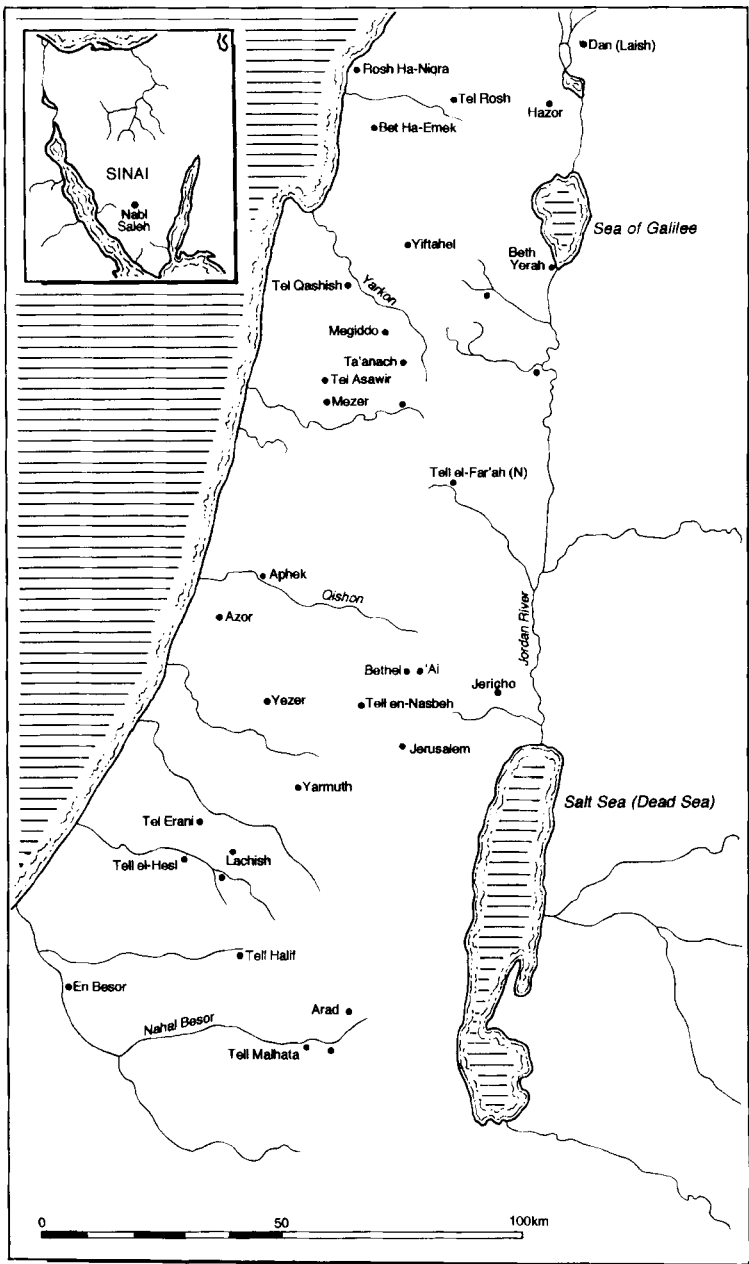 Dan (Laish)
Rosh Ha-Niqra
Tel Rosh
Hazor
Bet Ha-Emek
SINAI
Nabl
Saleh
Sea of Galilee
Yiftahel
Beth
Yerah
Tel Qashish
Yarkon
Megiddo
Ta'anach
Tel Asawir
Mezer
Tell el-Far'ah (N)
Aphek
Qishon
Azor
Jordan River
Bethel
'Ai
Jericho
Yezer
Tell en-Nasbeh
Jerusalem
Yarmuth
Salt Sea (Dead Sea)
Tel Erani
Lachish
Tell el-Hesl
Tell Halif
En Besor
Arad
Nahal Besor
Tell Malhata
0
50
100km